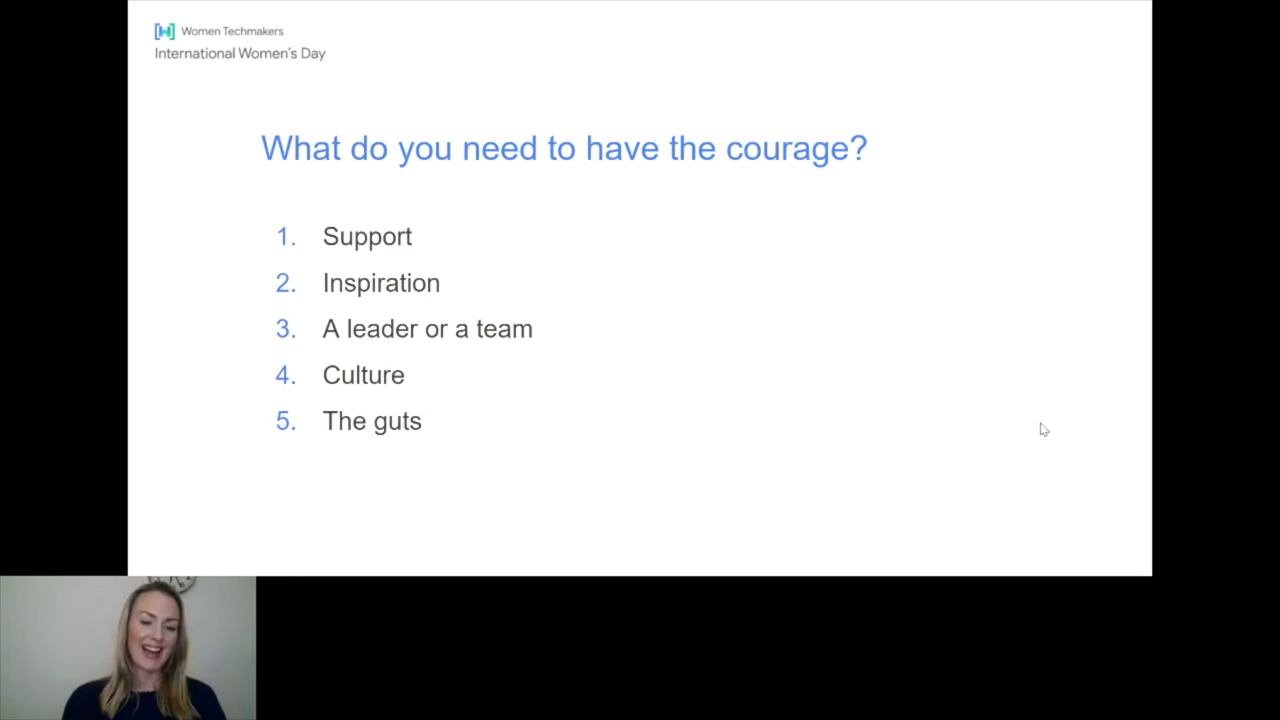 Women Techmakers
International Women's Day
What do you need to have the courage?
1. Support
2. Inspiration
3. A leader or a team
4. Culture
5. The guts